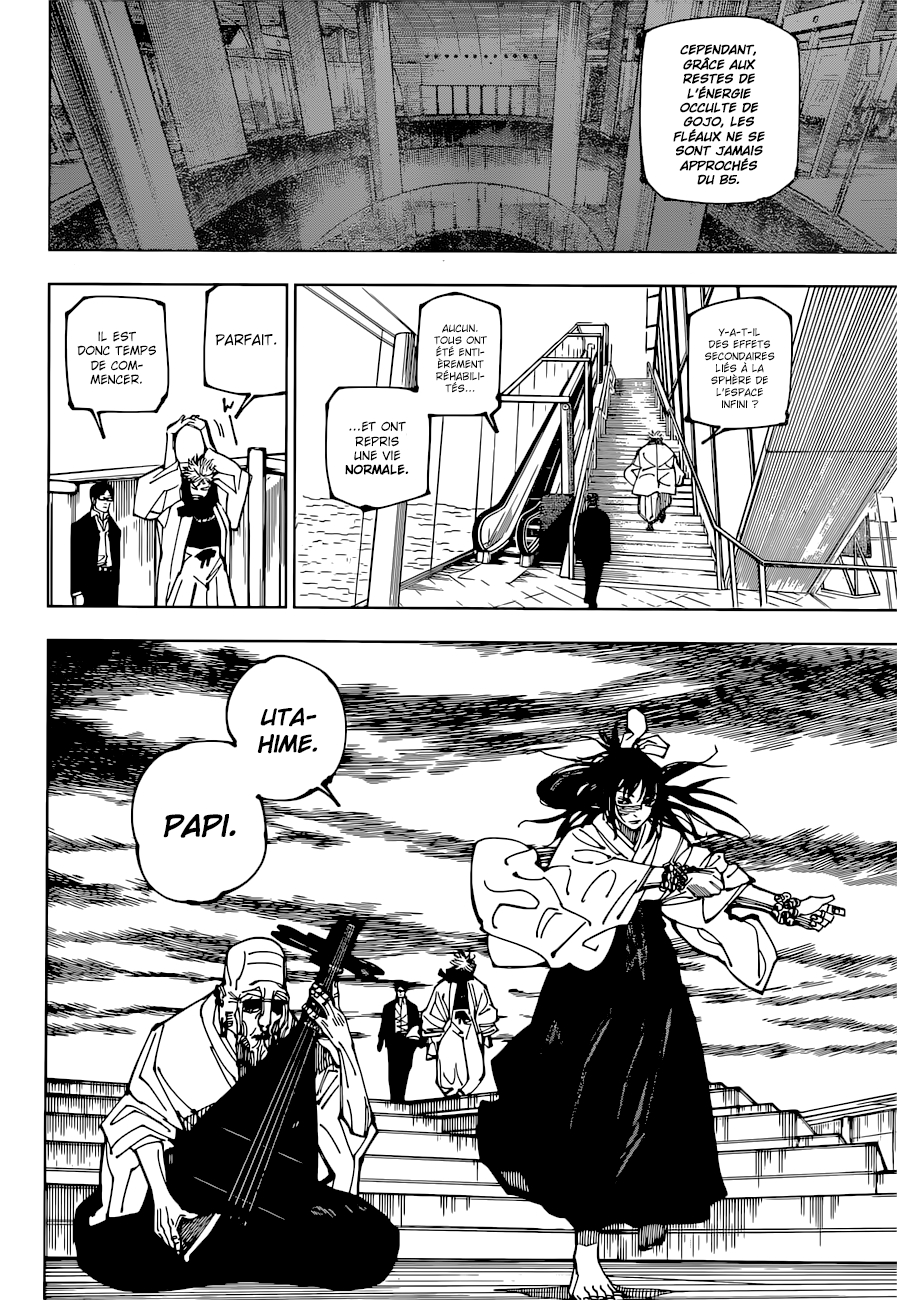 CEPENDANT,
GRÂCE AUX
RESTES DE
L'ÉNERGIE
OCCULTE DE
GOJO, LES
FLÉAUX NE SE
SONT JAMAIS
APPROCHÉS
DU B5.
Y-A-T-IL
DES EFFETS
SECONDAIRES
LIÉS À LA
SPHÈRE DE
L'ESPACE
INFINI ?
AUCUN.
TOUS ONT
ÉTÉ ENTI-
ÈREMENT
RÉHABILI-
TÉS...
...ET ONT
REPRIS
UNE VIE
NORMALE.
PARFAIT.
IL EST
DONC TEMPS
DE COM-
MENCER.
UTA-
HIME.
PAPI.